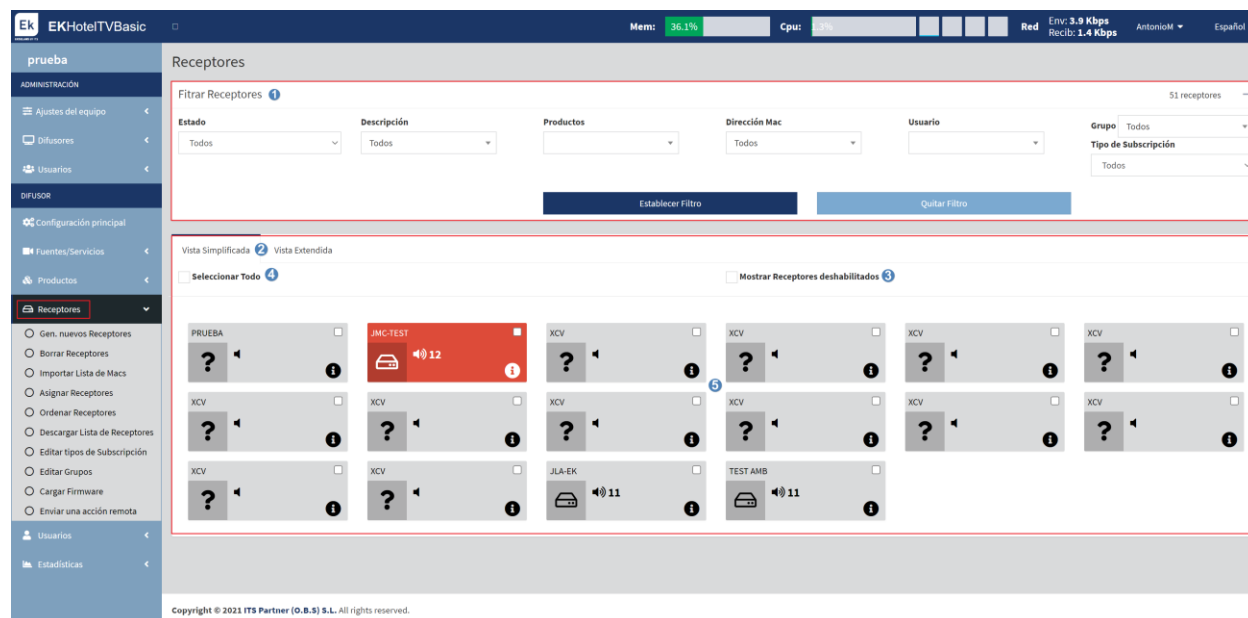 Ek EKHotelTVBasic Mem: 36.1% Cpu: 1.3% Red Env: 3.9 Kbps Recib: 1.4 Kbps AntonioM Español
prueba
ADMINISTRACIÓN
Ajustes del equipo
Difusores
Usuarios
DIFUSOR
Configuración principal
Fuentes/Servicios
Productos
Receptores
Gen. nuevos Receptores
Borrar Receptores
Importar Lista de Macs
Asignar Receptores
Ordenar Receptores
Descargar Lista de Receptores
Editar tipos de Subscripción
Editar Grupos
Cargar Firmware
Enviar una acción remota
Usuarios
Estadísticas
Receptores
Fitrar Receptores 1 51 receptores
Estado Descripción Productos Dirección Mac Usuario Grupo Todos
Todos Todos Todos Tipo de Subscripción
Todos
Establecer Filtro Quitar Filtro
Vista Simplificada 2 Vista Extendida
Seleccionar Todo 4 Mostrar Receptores deshabilitados 3
PRUEBA JMC-TEST XCV XCV XCV XCV
? 12 ? ? ? ?
5
XCV XCV XCV XCV XCV XCV
? ? ? ? ? ?
XCV XCV JLA-EK TEST AMB
? ? 11 11
Copyright © 2021 ITS Partner (O.B.S) S.L. All rights reserved.